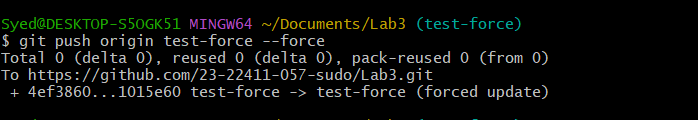 Syed@DESKTOP-S5OGK51 MINGW64 ~/Documents/Lab3 (test-force)
$ git push origin test-force --force
Total 0 (delta 0), reused 0 (delta 0), pack-reused 0 (from 0)
To https://github.com/23-22411-057-sudo/Lab3.git
 + 4ef3860...1015e60 test-force -> test-force (forced update)